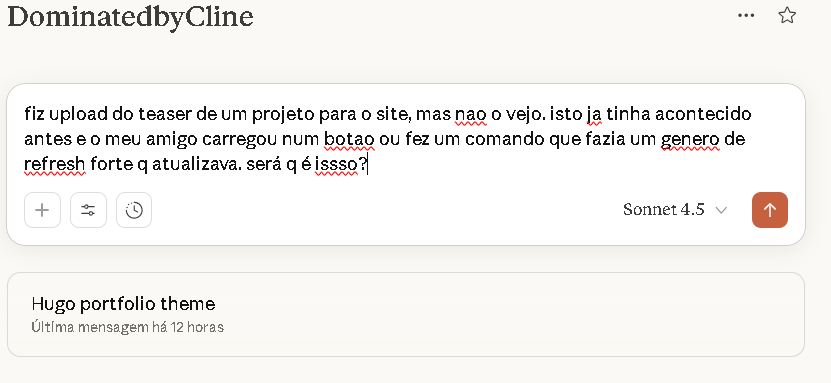 DominatedbyCline
fiz upload do teaser de um projeto para o site, mas nao o vejo. isto ja tinha acontecido
antes e o meu amigo carregou num botao ou fez um comando que fazia um genero de
refresh forte q atualizava. será q é issso?
Sonnet 4.5
Hugo portfolio theme
Última mensagem há 12 horas